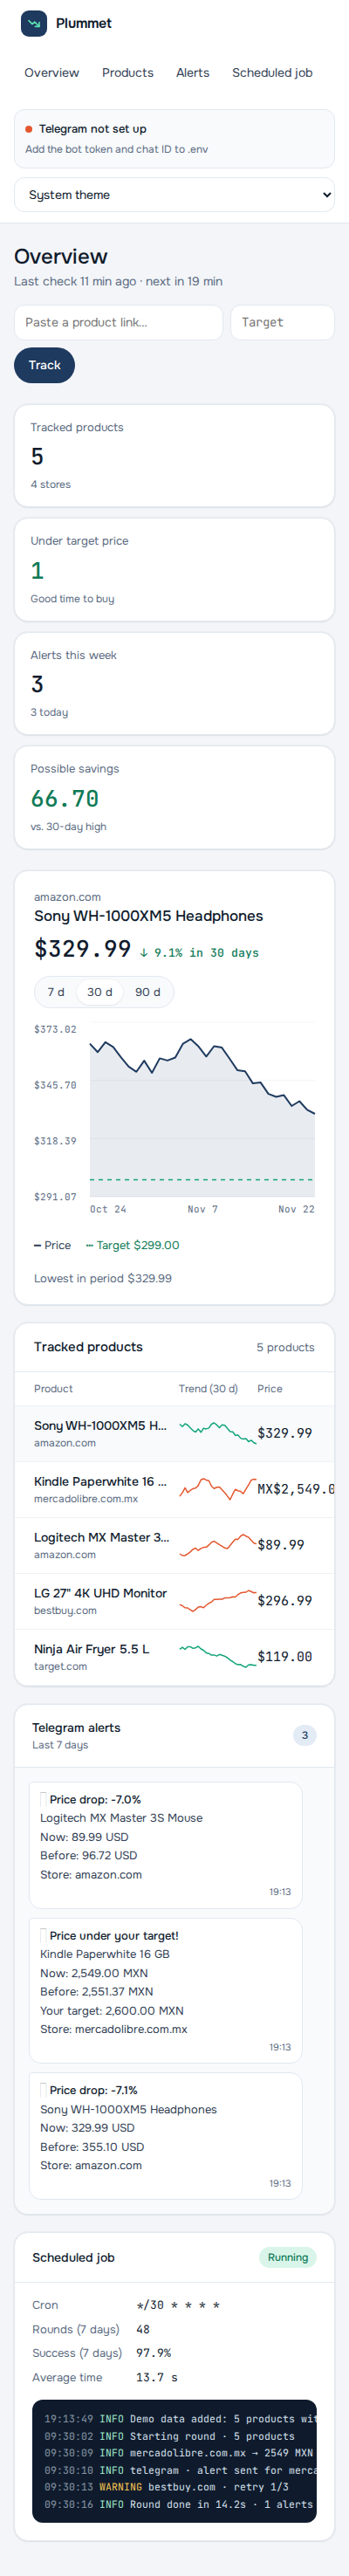 Plummet
Overview Products Alerts Scheduled job
Telegram not set up
Add the bot token and chat ID to .env
System theme
Overview
Last check 11 min ago · next in 19 min
Paste a product link... Target
Track
Tracked products
5
4 stores
Under target price
1
Good time to buy
Alerts this week
3
3 today
Possible savings
66.70
vs. 30-day high
amazon.com
Sony WH-1000XM5 Headphones
$329.99 ↓ 9.1% in 30 days
7 d 30 d 90 d
$373.02
$345.70
$318.39
$291.07
Oct 24 Nov 7 Nov 22
Price Target $299.00
Lowest in period $329.99
Tracked products 5 products
Product Trend (30 d) Price
Sony WH-1000XM5 H... $329.99
amazon.com
Kindle Paperwhite 16 ... MX$2,549.0
mercadolibre.com.mx
Logitech MX Master 3... $89.99
amazon.com
LG 27" 4K UHD Monitor $296.99
bestbuy.com
Ninja Air Fryer 5.5 L $119.00
target.com
Telegram alerts 3
Last 7 days
Price drop: -7.0%
Logitech MX Master 3S Mouse
Now: 89.99 USD
Before: 96.72 USD
Store: amazon.com
19:13
Price under your target!
Kindle Paperwhite 16 GB
Now: 2,549.00 MXN
Before: 2,551.37 MXN
Your target: 2,600.00 MXN
Store: mercadolibre.com.mx
19:13
Price drop: -7.1%
Sony WH-1000XM5 Headphones
Now: 329.99 USD
Before: 355.10 USD
Store: amazon.com
19:13
Scheduled job Running
Cron */30 * * * *
Rounds (7 days) 48
Success (7 days) 97.9%
Average time 13.7 s
19:13:49 INFO Demo data added: 5 products wit
09:30:02 INFO Starting round · 5 products
09:30:09 INFO mercadolibre.com.mx → 2549 MXN
09:30:10 INFO telegram · alert sent for merca
09:30:13 WARNING bestbuy.com · retry 1/3
09:30:16 INFO Round done in 14.2s · 1 alerts